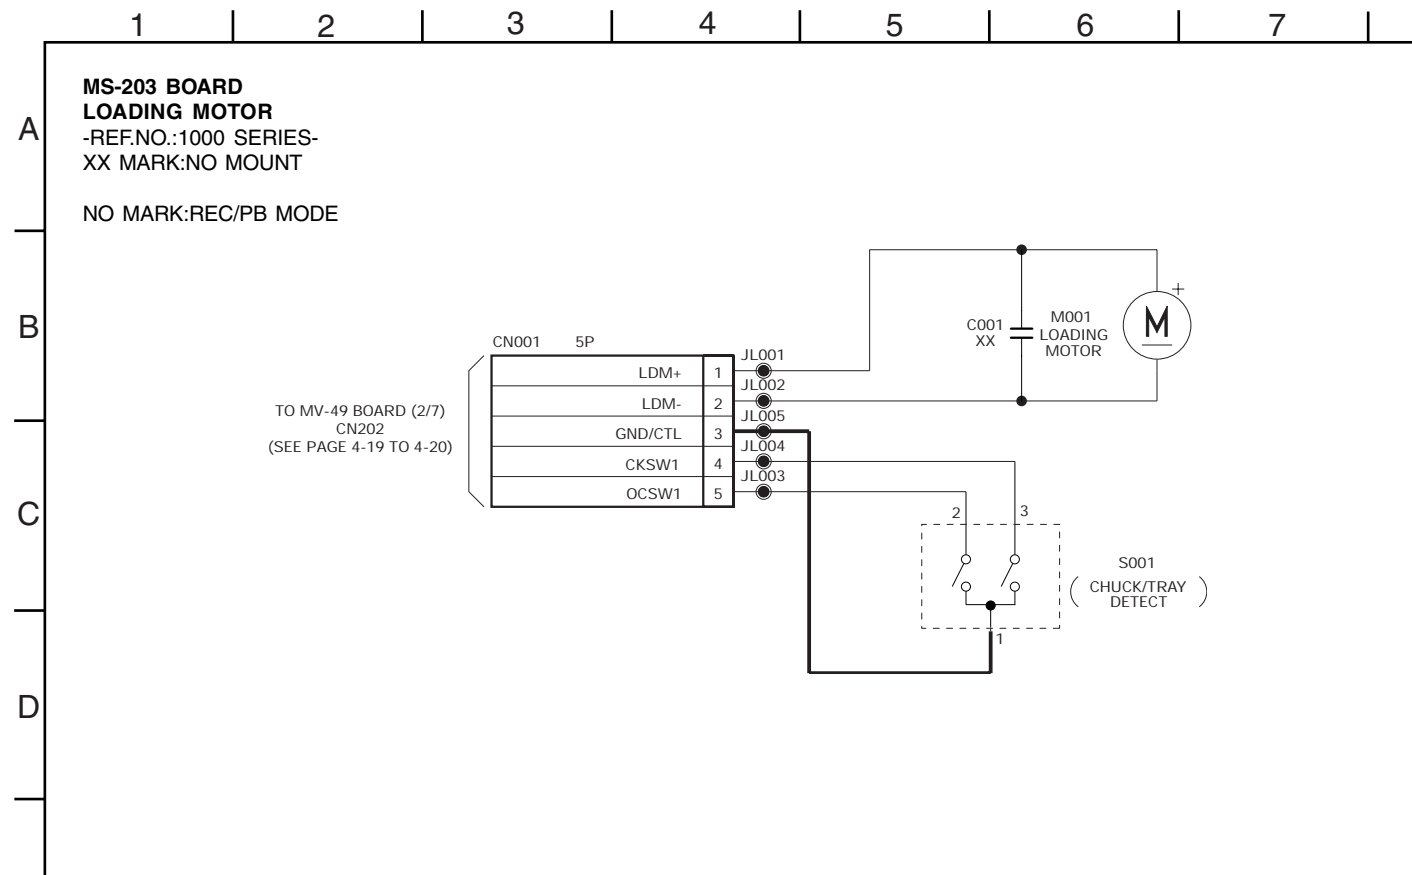 1 2 3 4 5 6 7
A
B
C
D
MS-203 BOARD
LOADING MOTOR
-REF.NO.:1000 SERIES-
XX MARK:NO MOUNT
NO MARK:REC/PB MODE
TO MV-49 BOARD (2/7)
CN202
(SEE PAGE 4-19 TO 4-20)
CN001 5P
LDM+ 1
LDM- 2
GND/CTL 3
CKSW1 4
OCSW1 5
JL001
JL002
JL005
JL004
JL003
C001
XX
M001
LOADING
MOTOR
M
+
2 3
1
S001
( CHUCK/TRAY )
DETECT